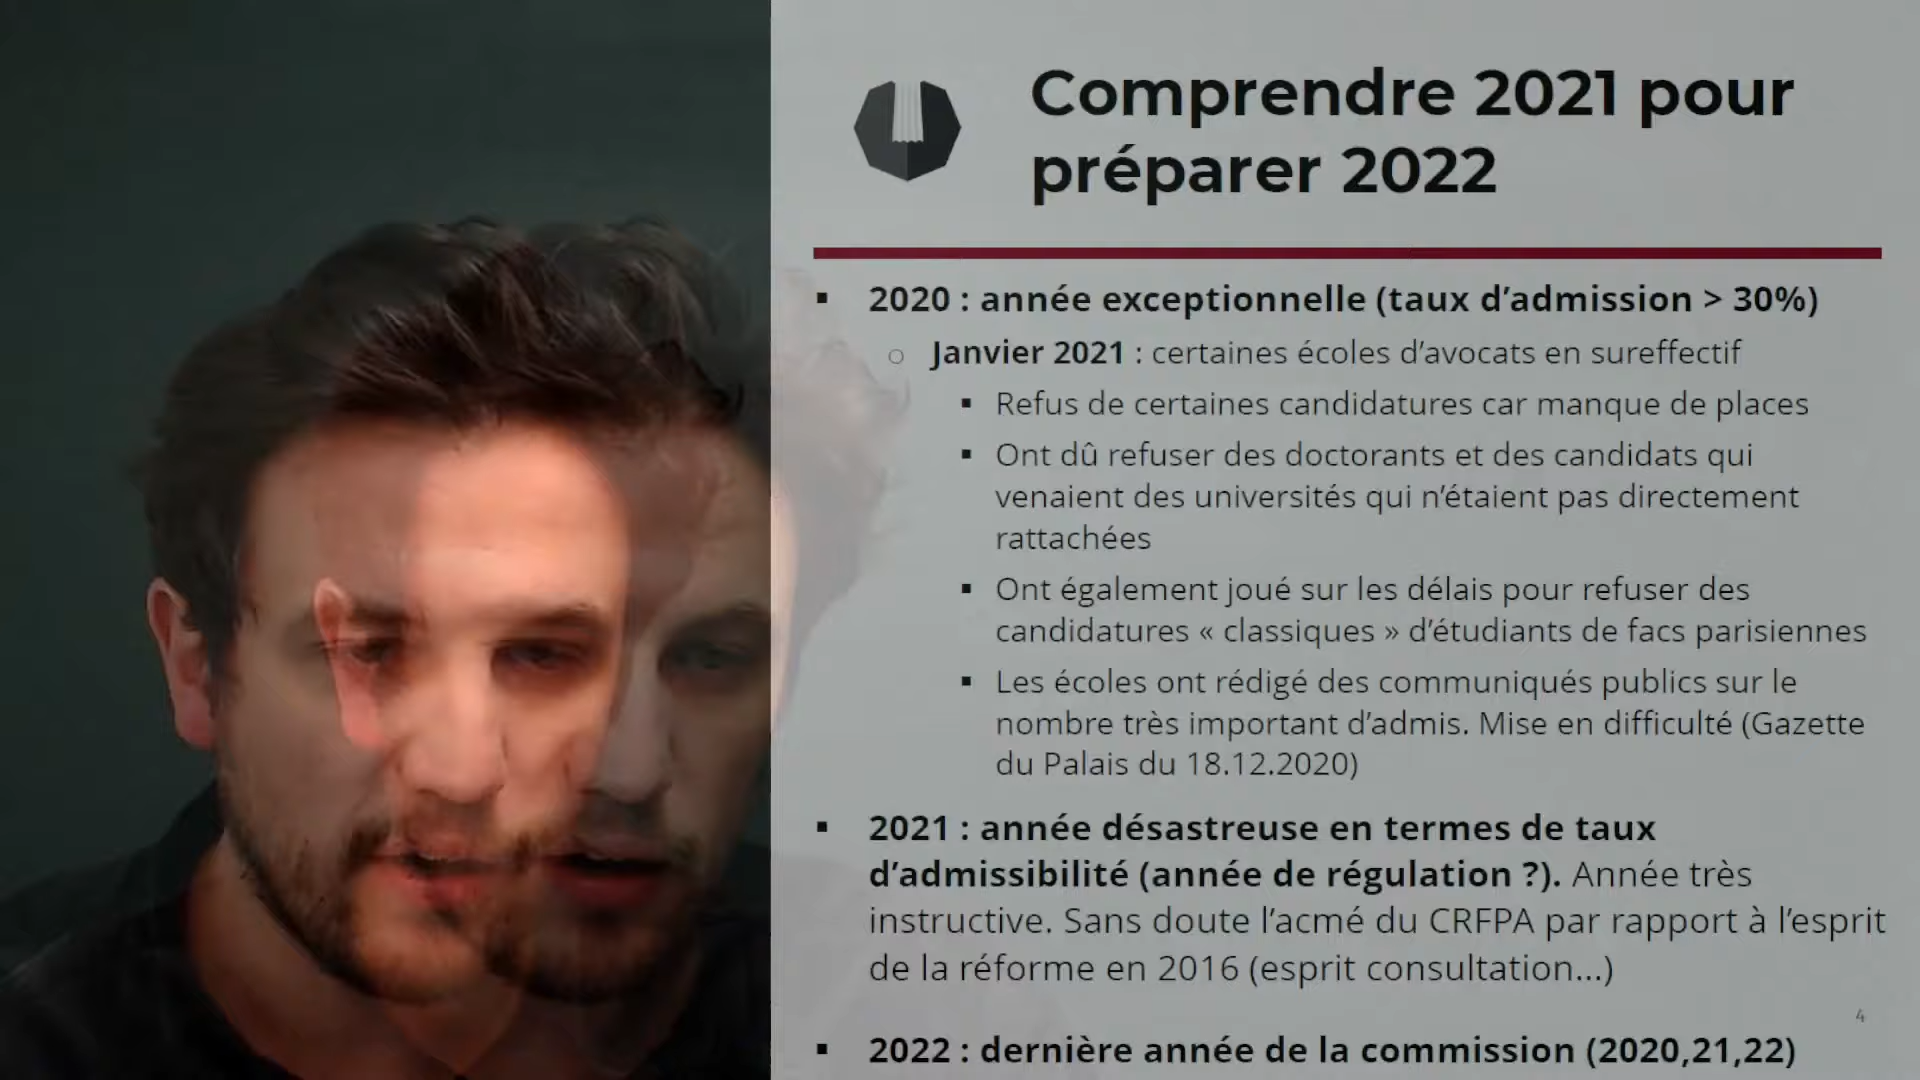 Comprendre 2021 pour
préparer 2022
▪ 2020 : année exceptionnelle (taux d’admission > 30%)
○ Janvier 2021 : certaines écoles d’avocats en sureffectif
▪ Refus de certaines candidatures car manque de places
▪ Ont dû refuser des doctorants et des candidats qui
venaient des universités qui n’étaient pas directement
rattachées
▪ Ont également joué sur les délais pour refuser des
candidatures « classiques » d’étudiants de facs parisiennes
▪ Les écoles ont rédigé des communiqués publics sur le
nombre très important d’admis. Mise en difficulté (Gazette
du Palais du 18.12.2020)
▪ 2021 : année désastreuse en termes de taux
d’admissibilité (année de régulation ?). Année très
instructive. Sans doute l’acmé du CRFPA par rapport à l’esprit
de la réforme en 2016 (esprit consultation...)
4
▪ 2022 : dernière année de la commission (2020,21,22)